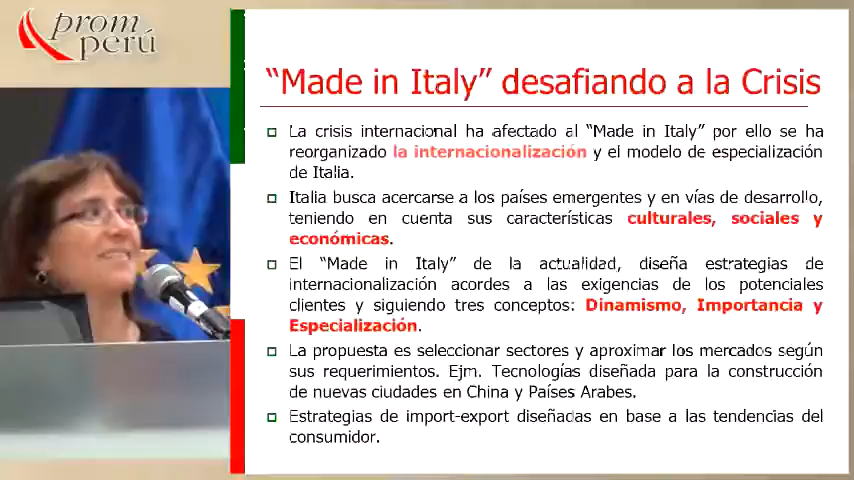 prom
perú
“Made in Italy” desafiando a la Crisis
La crisis internacional ha afectado al “Made in Italy” por ello se ha
reorganizado la internacionalización y el modelo de especialización
de Italia.
Italia busca acercarse a los países emergentes y en vías de desarrollo,
teniendo en cuenta sus características culturales, sociales y
económicas.
El “Made in Italy” de la actualidad, diseña estrategias de
internacionalización acordes a las exigencias de los potenciales
clientes y siguiendo tres conceptos: Dinamismo, Importancia y
Especialización.
La propuesta es seleccionar sectores y aproximar los mercados según
sus requerimientos. Ejm. Tecnologías diseñada para la construcción
de nuevas ciudades en China y Países Arabes.
Estrategias de import-export diseñadas en base a las tendencias del
consumidor.